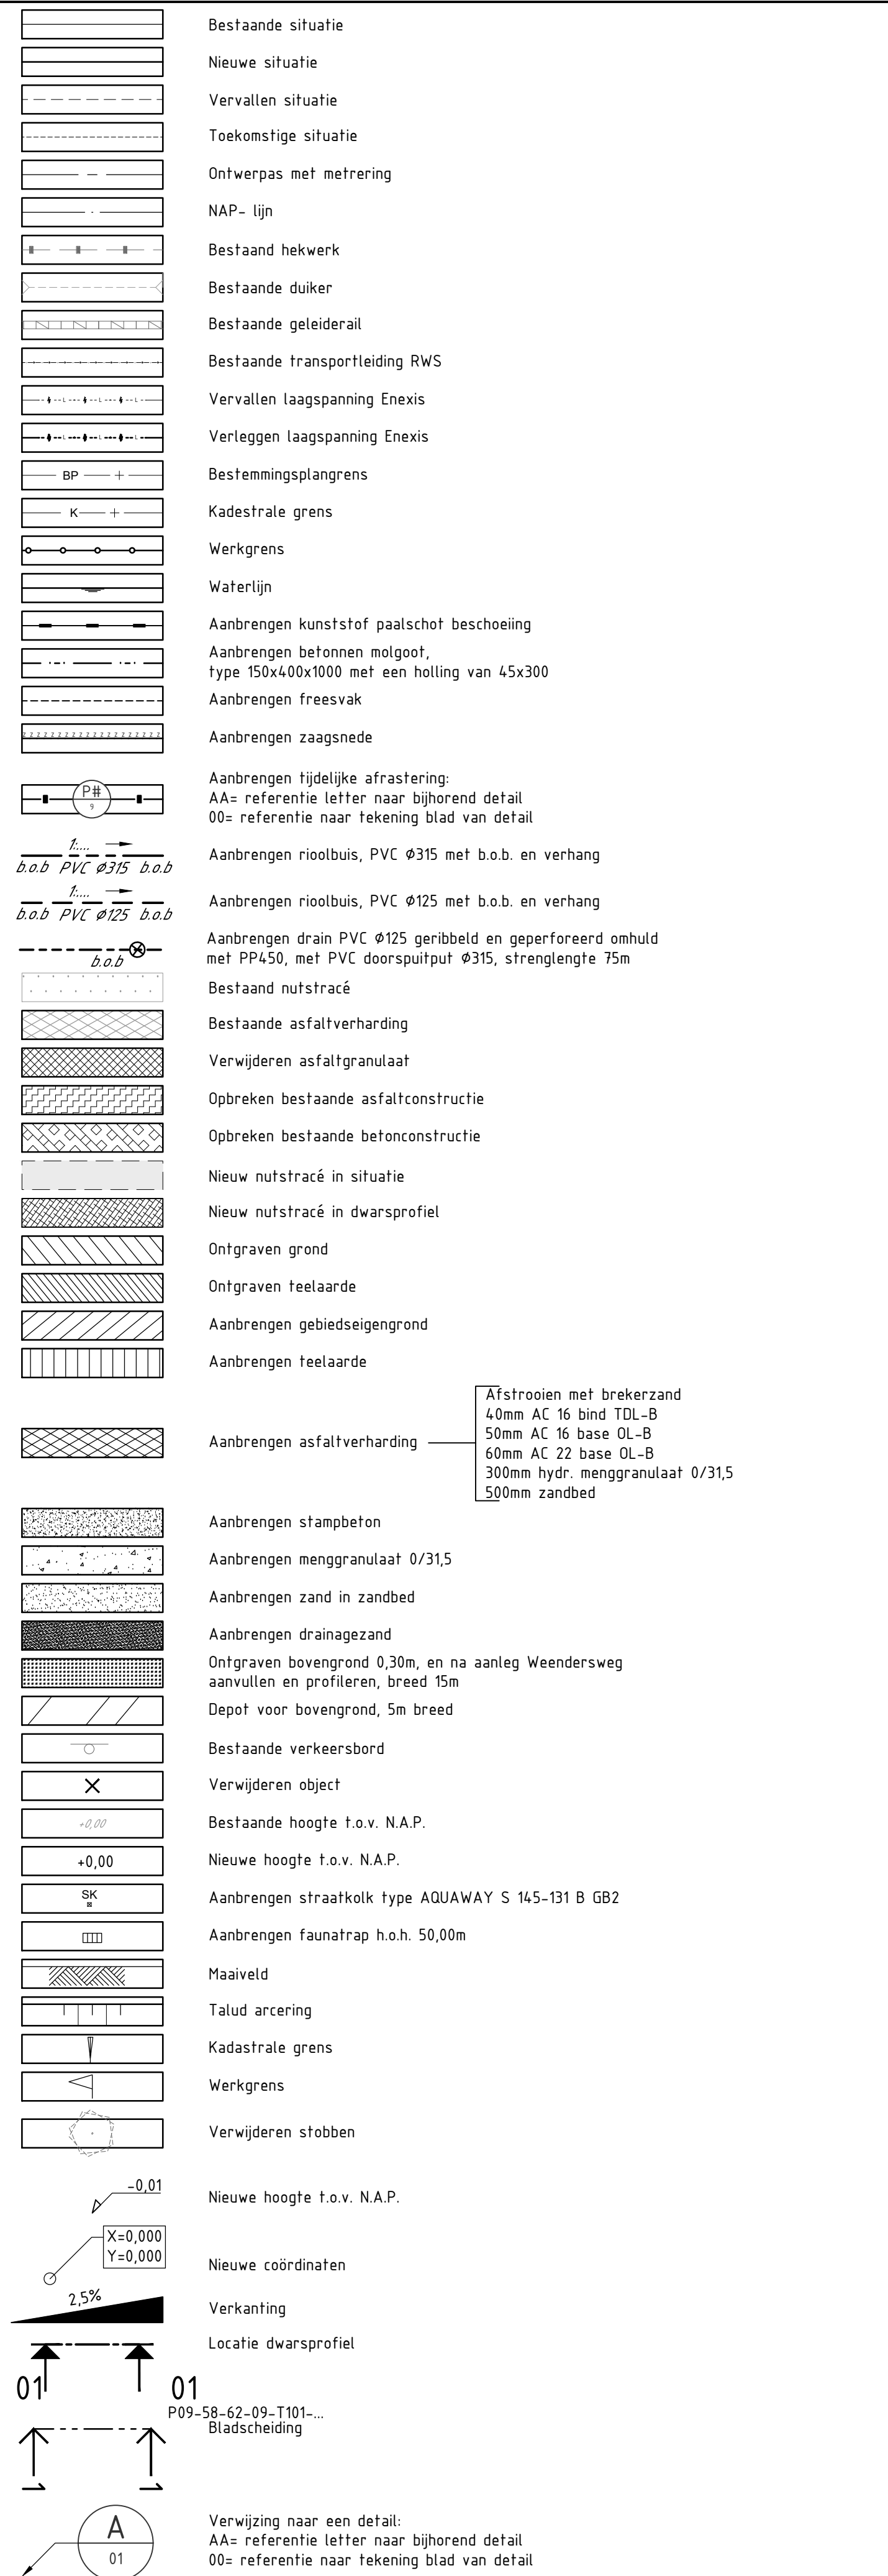 Bestaande situatie
Nieuwe situatie
Vervallen situatie
Toekomstige situatie
Ontwerpas met metrering
NAP- lijn
Bestaand hekwerk
Bestaande duiker
Bestaande geleiderail
Bestaande transportleiding RWS
L L Vervallen laagspanning Enexis
L L Verleggen laagspanning Enexis
BP Bestemmingsplangrens
K Kadestrale grens
Werkgrens
Waterlijn
Aanbrengen kunststof paalschot beschoeiing
Aanbrengen betonnen molgoot,
type 150x400x1000 met een holling van 45x300
Aanbrengen freesvak
Aanbrengen zaagsnede
Aanbrengen tijdelijke afrastering:
P# AA= referentie letter naar bijhorend detail
9 00= referentie naar tekening blad van detail
1:...
Aanbrengen rioolbuis, PVC Ø315 met b.o.b. en verhang
b.o.b PVC Ø315 b.o.b
1:...
Aanbrengen rioolbuis, PVC Ø125 met b.o.b. en verhang
b.o.b PVC Ø125 b.o.b
Aanbrengen drain PVC Ø125 geribbeld en geperforeerd omhuld
b.o.b met PP450, met PVC doorspuitput Ø315, strenglengte 75m
Bestaand nutstracé
Bestaande asfaltverharding
Verwijderen asfaltgranulaat
Opbreken bestaande asfaltconstructie
Opbreken bestaande betonconstructie
Nieuw nutstracé in situatie
Nieuw nutstracé in dwarsprofiel
Ontgraven grond
Ontgraven teelaarde
Aanbrengen gebiedseigengrond
Aanbrengen teelaarde
Aanbrengen asfaltverharding
Afstrooien met brekerzand
40mm AC 16 bind TDL-B
50mm AC 16 base OL-B
60mm AC 22 base OL-B
300mm hydr. menggranulaat 0/31,5
500mm zandbed
Aanbrengen stampbeton
Aanbrengen menggranulaat 0/31,5
Aanbrengen zand in zandbed
Aanbrengen drainagezand
Ontgraven bovengrond 0,30m, en na aanleg Weendersweg
aanvullen en profileren, breed 15m
Depot voor bovengrond, 5m breed
Bestaande verkeersbord
Verwijderen object
+0,00 Bestaande hoogte t.o.v. N.A.P.
+0,00 Nieuwe hoogte t.o.v. N.A.P.
SK Aanbrengen straatkolk type AQUAWAY S 145-131 B GB2
Aanbrengen faunatrap h.o.h. 50,00m
Maaiveld
Talud arcering
Kadastrale grens
Werkgrens
Verwijderen stobben
-0,01
Nieuwe hoogte t.o.v. N.A.P.
X=0,000
Y=0,000
Nieuwe coördinaten
2,5%
Verkanting
Locatie dwarsprofiel
01 01
P09-58-62-09-T101-...
Bladscheiding
Verwijzing naar een detail:
A AA= referentie letter naar bijhorend detail
01 00= referentie naar tekening blad van detail